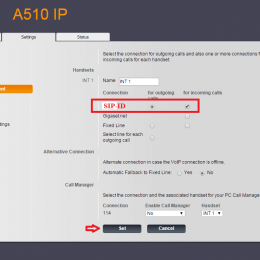 A510 IP
Settings
Status
Select the connection for outgoing calls and also one or more connections for
incoming calls for each handset.
Handsets
INT 1
Name
INT 1
Connection
for outgoing
calls
for incoming
calls
SIP-ID
Gigaset.net
Fixed Line
Select line for each
outgoing call
Alternative Connection
Alternate connection in case the VoIP connection is offline.
Automatic Fallback to Fixed Line:
Yes
No
Call Manager
Select the connection and the associated handset for your PC Call Manager
Connection
Enable Call Manager
Handset
114
No
INT 1
Set
Cancel